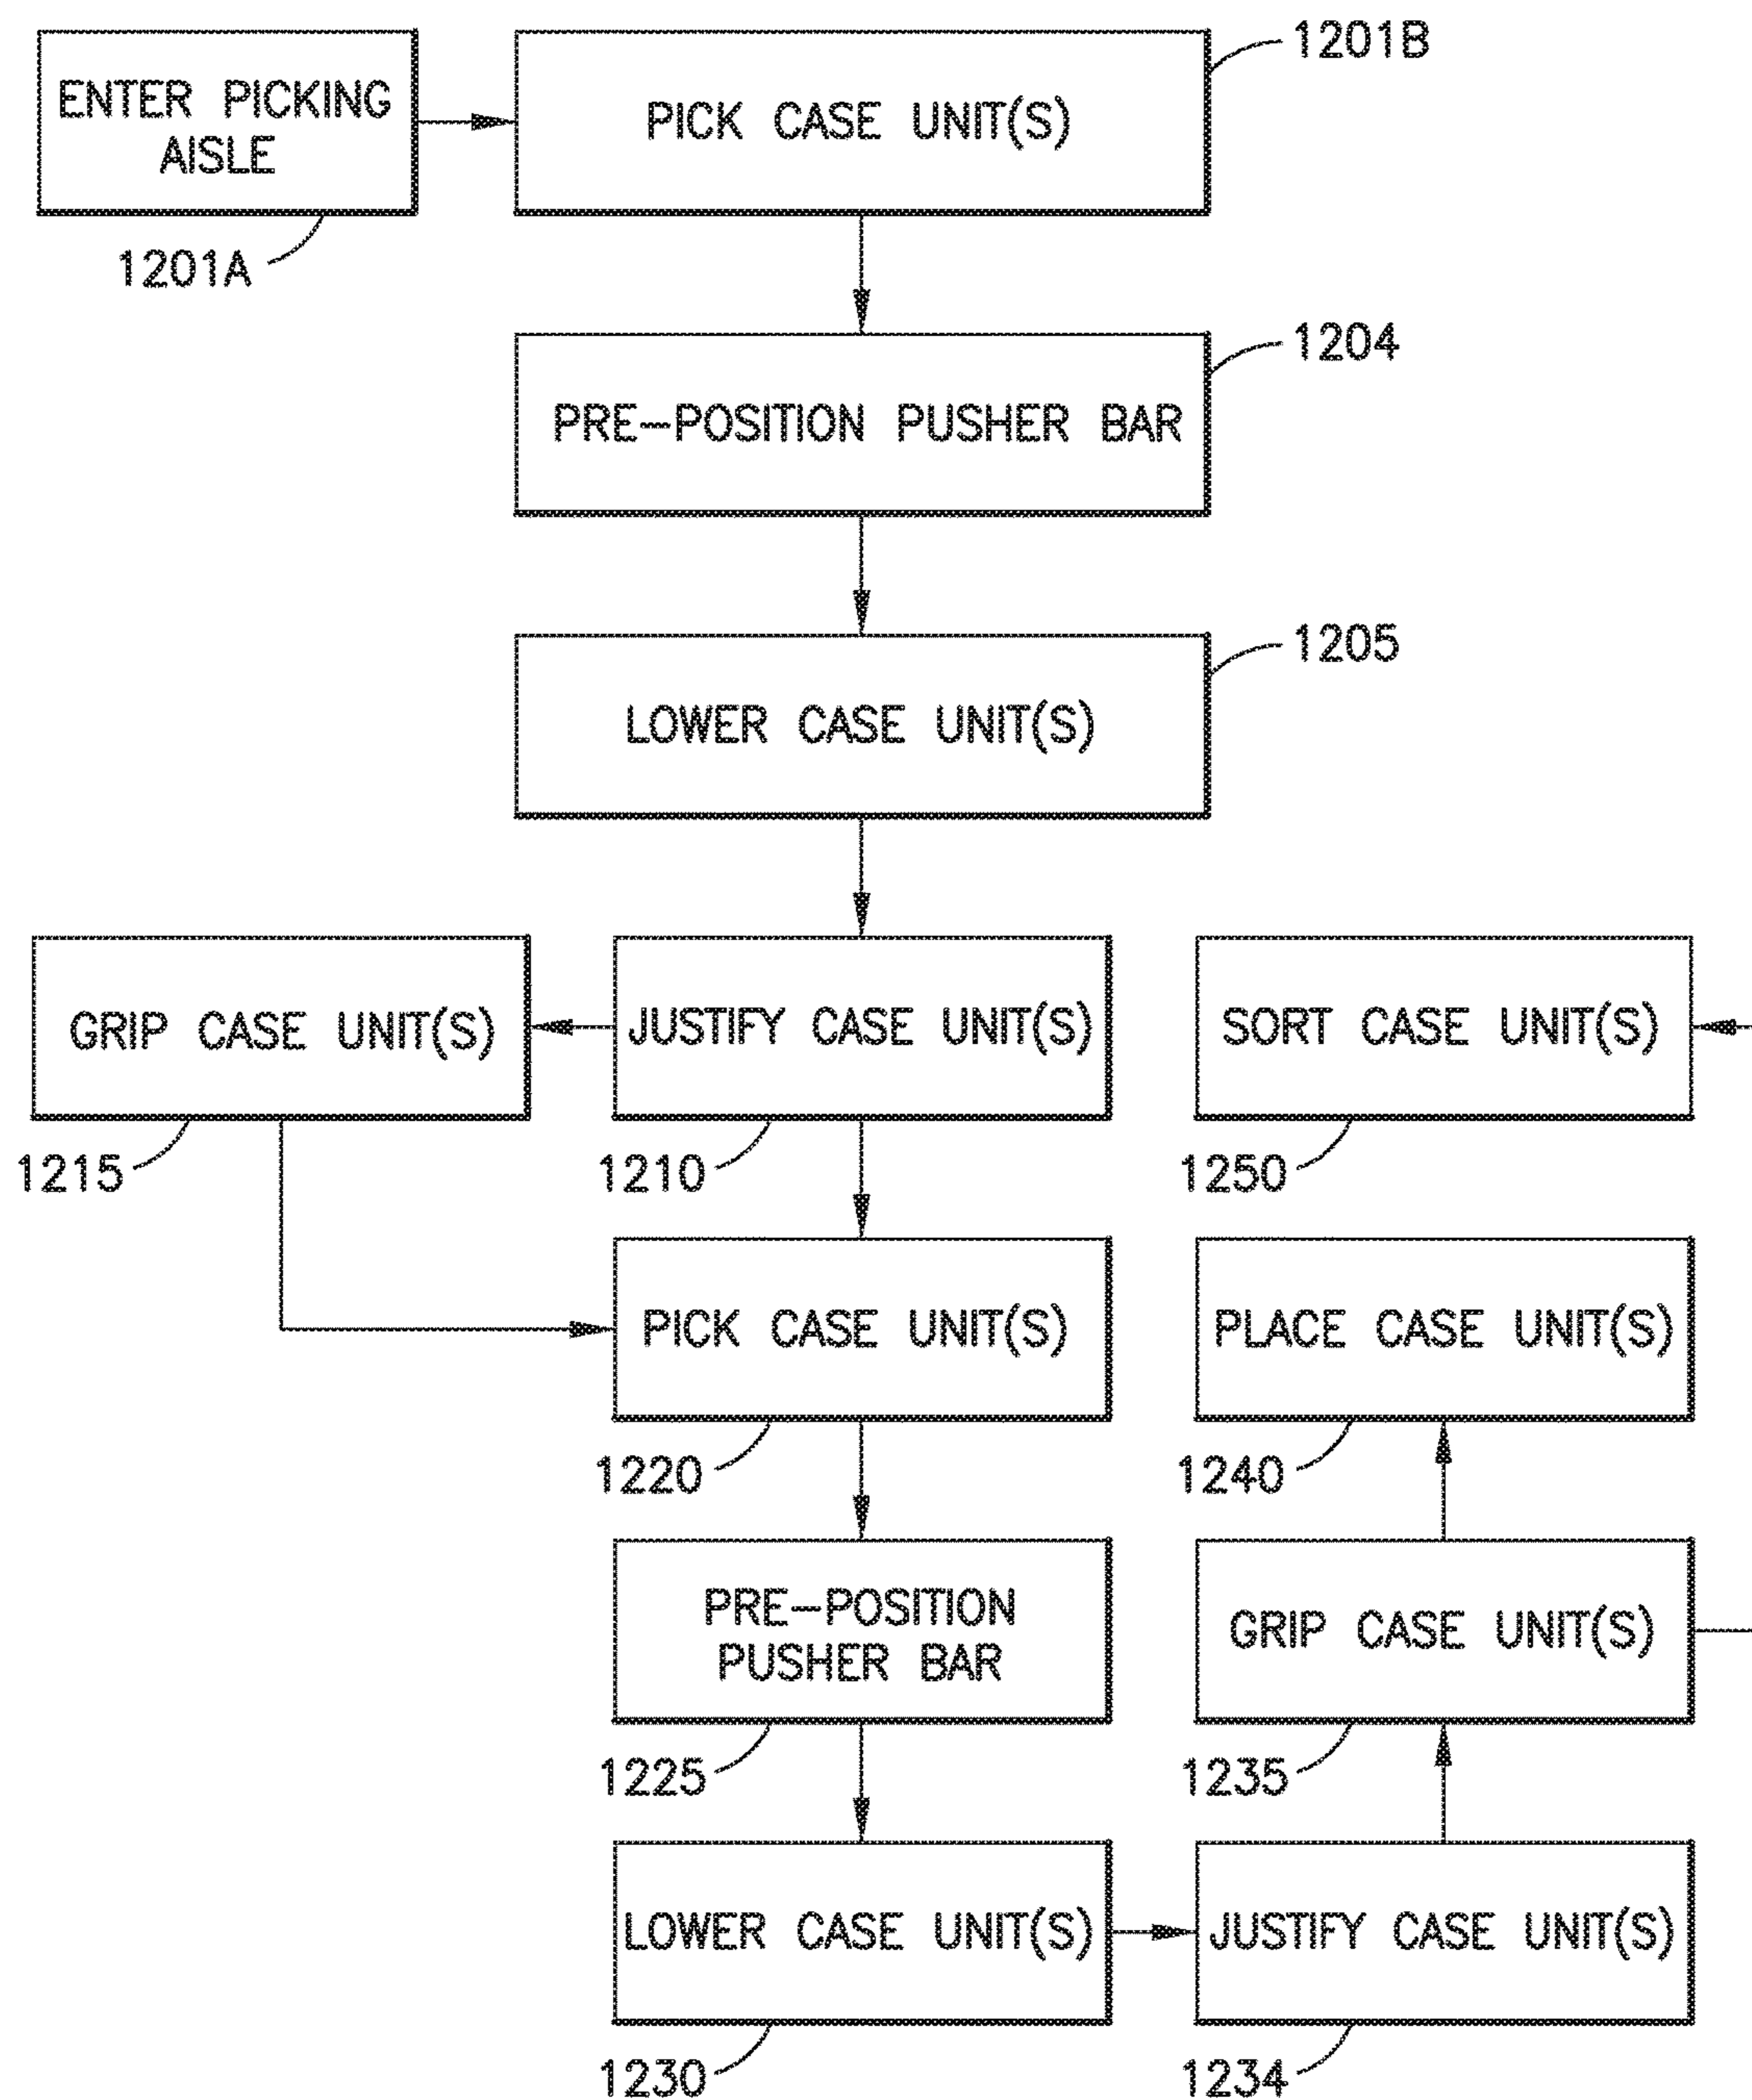 ENTER PICKING
AISLE
1201A
PICK CASE UNIT(S)
1201B
PRE-POSITION PUSHER BAR
1204
LOWER CASE UNIT(S)
1205
GRIP CASE UNIT(S)
1215
JUSTIFY CASE UNIT(S)
1210
SORT CASE UNIT(S)
1250
PICK CASE UNIT(S)
1220
PLACE CASE UNIT(S)
1240
PRE-POSITION
PUSHER BAR
1225
GRIP CASE UNIT(S)
1235
LOWER CASE UNIT(S)
1230
JUSTIFY CASE UNIT(S)
1234